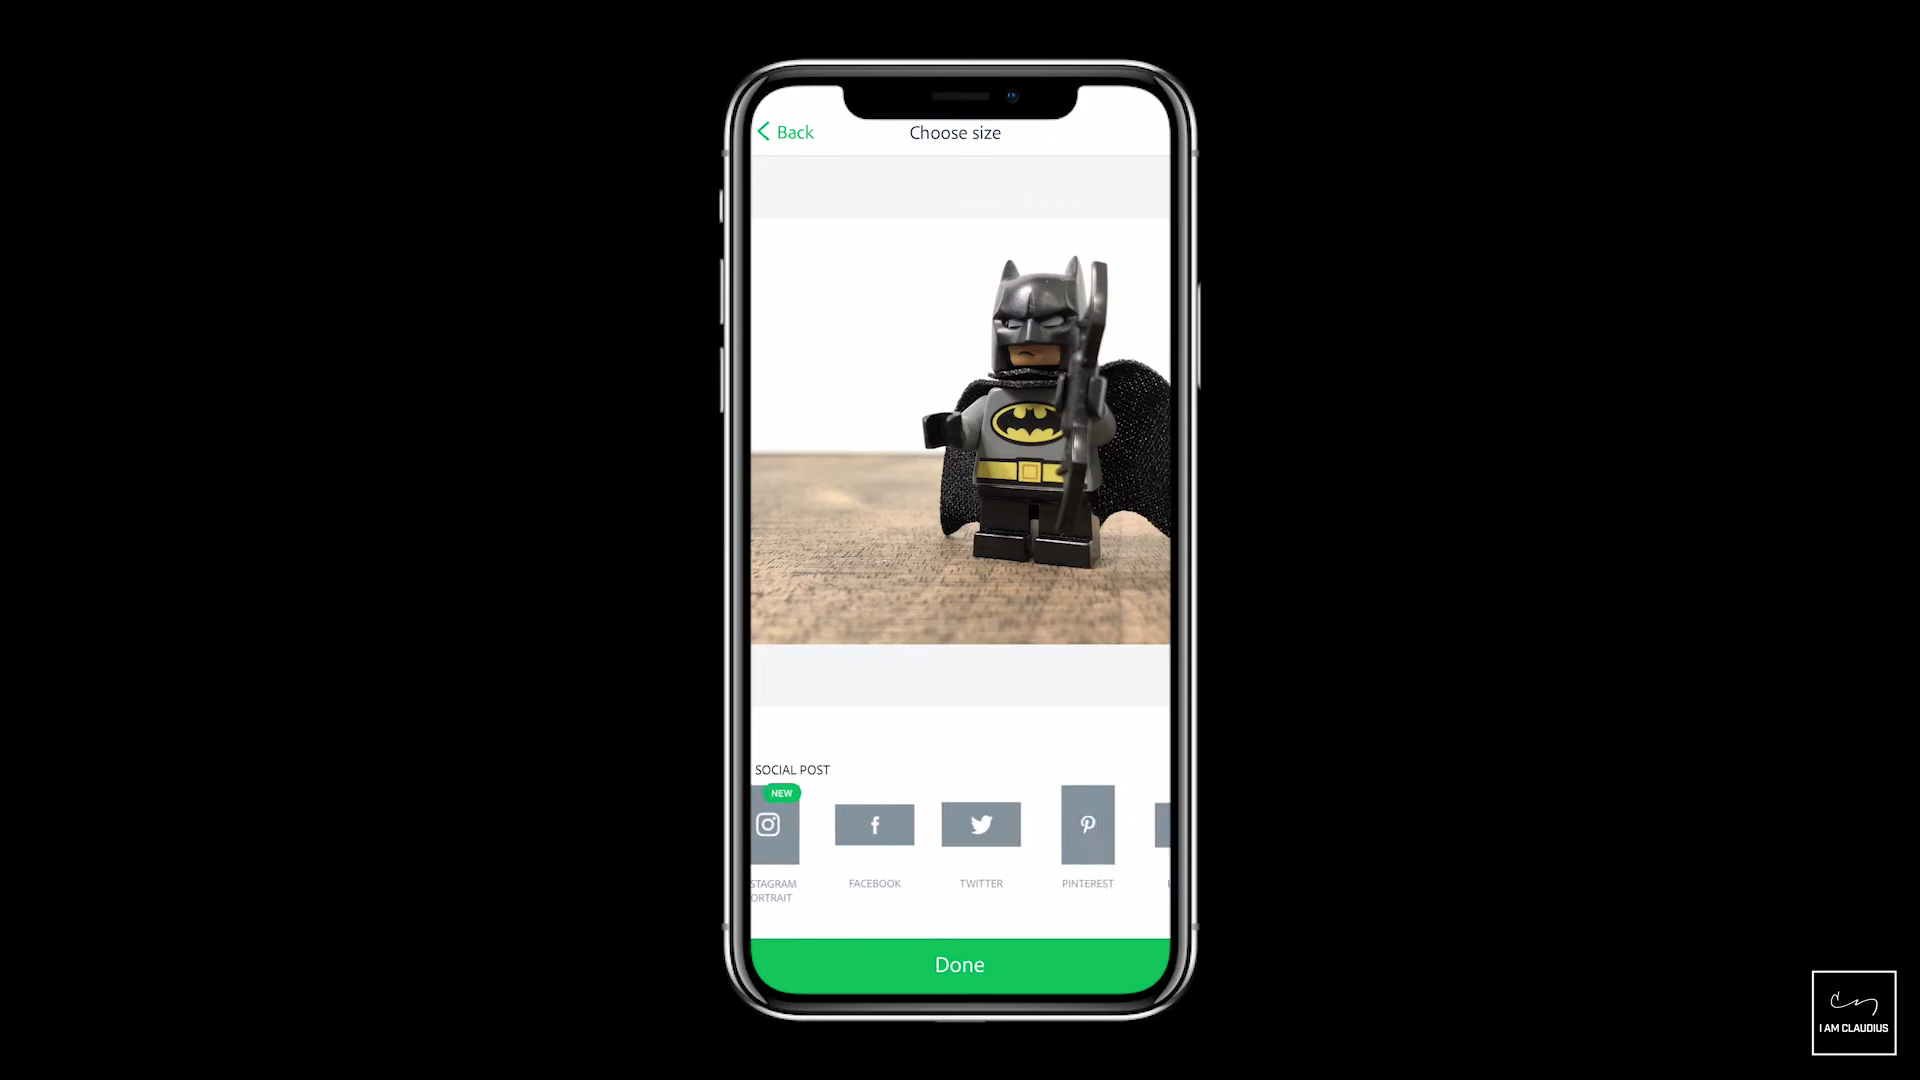 Back
Choose size
SOCIAL POST
NEW
STAGRAM
ORTRAIT
FACEBOOK
TWITTER
PINTEREST
Done
I AM CLAUDIUS